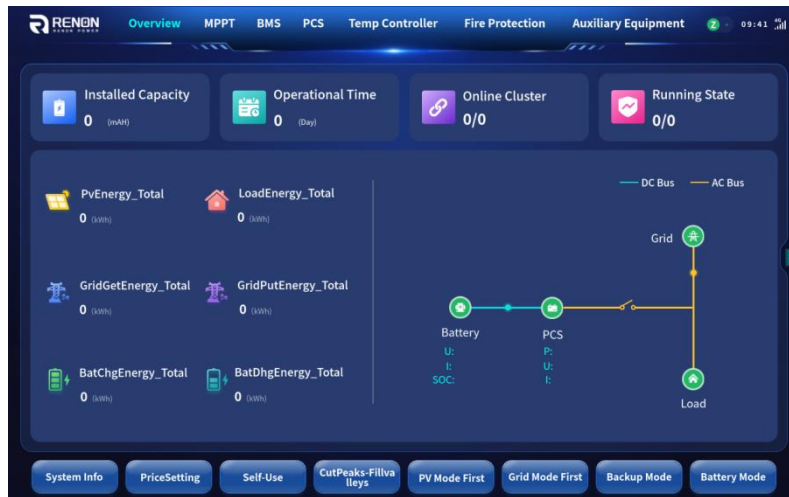 RENON
RENON POWER
Overview
MPPT
BMS
PCS
Temp Controller
Fire Protection
Auxiliary Equipment
Z
09:41
4G
Installed Capacity
0 (mAH)
Operational Time
0 (Day)
Online Cluster
0/0
Running State
0/0
PvEnergy_Total
0 (kWh)
LoadEnergy_Total
0 (kWh)
GridGetEnergy_Total
0 (kWh)
GridPutEnergy_Total
0 (kWh)
BatChgEnergy_Total
0 (kWh)
BatDhgEnergy_Total
0 (kWh)
DC Bus
AC Bus
Grid
Battery
U:
I:
SOC:
PCS
P:
U:
I:
Load
System Info
PriceSetting
Self-Use
CutPeaks-Fillva
lleys
PV Mode First
Grid Mode First
Backup Mode
Battery Mode